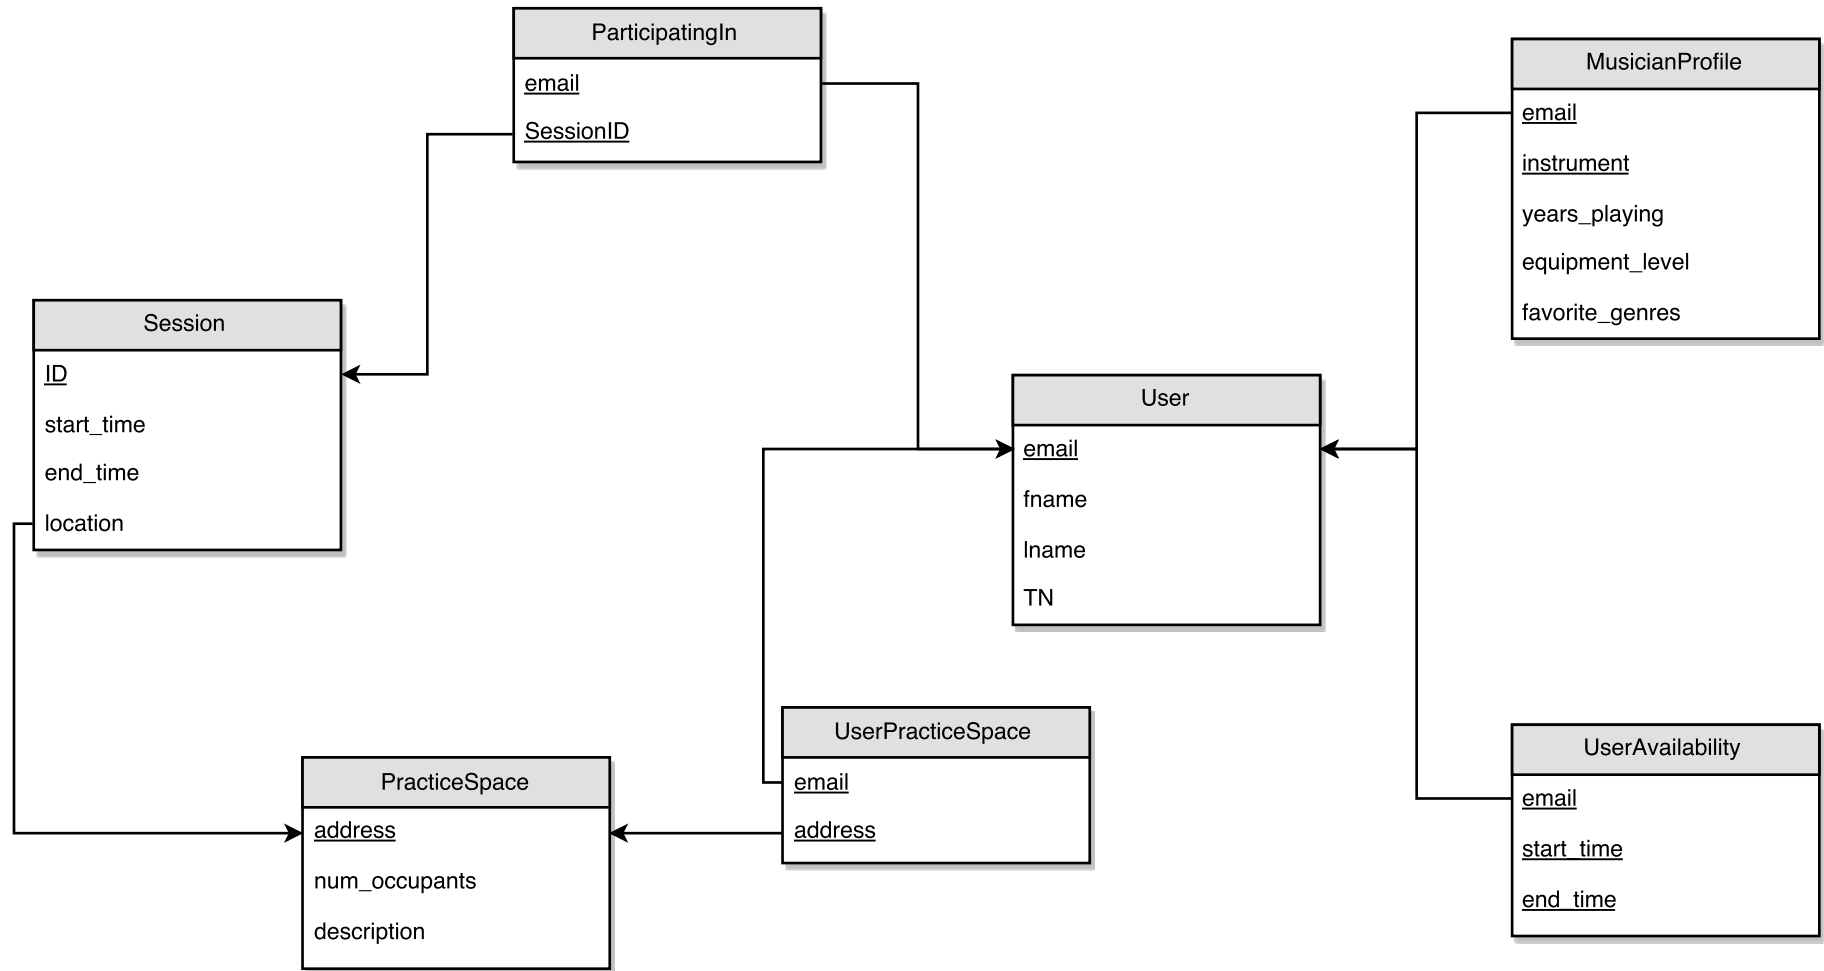 ParticipatingIn
email
SessionID
MusicianProfile
email
instrument
years_playing
equipment_level
favorite_genres
Session
ID
start_time
end_time
location
User
email
fname
lname
TN
UserPracticeSpace
email
address
PracticeSpace
address
num_occupants
description
UserAvailability
email
start_time
end_time